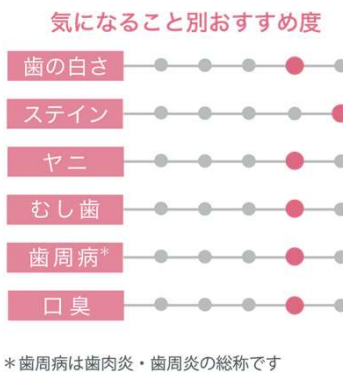 気になること別おすすめ度
歯の白さ
ステイン
ヤニ
むし歯
歯周病*
口臭
*歯周病は歯肉炎・歯周炎の総称です